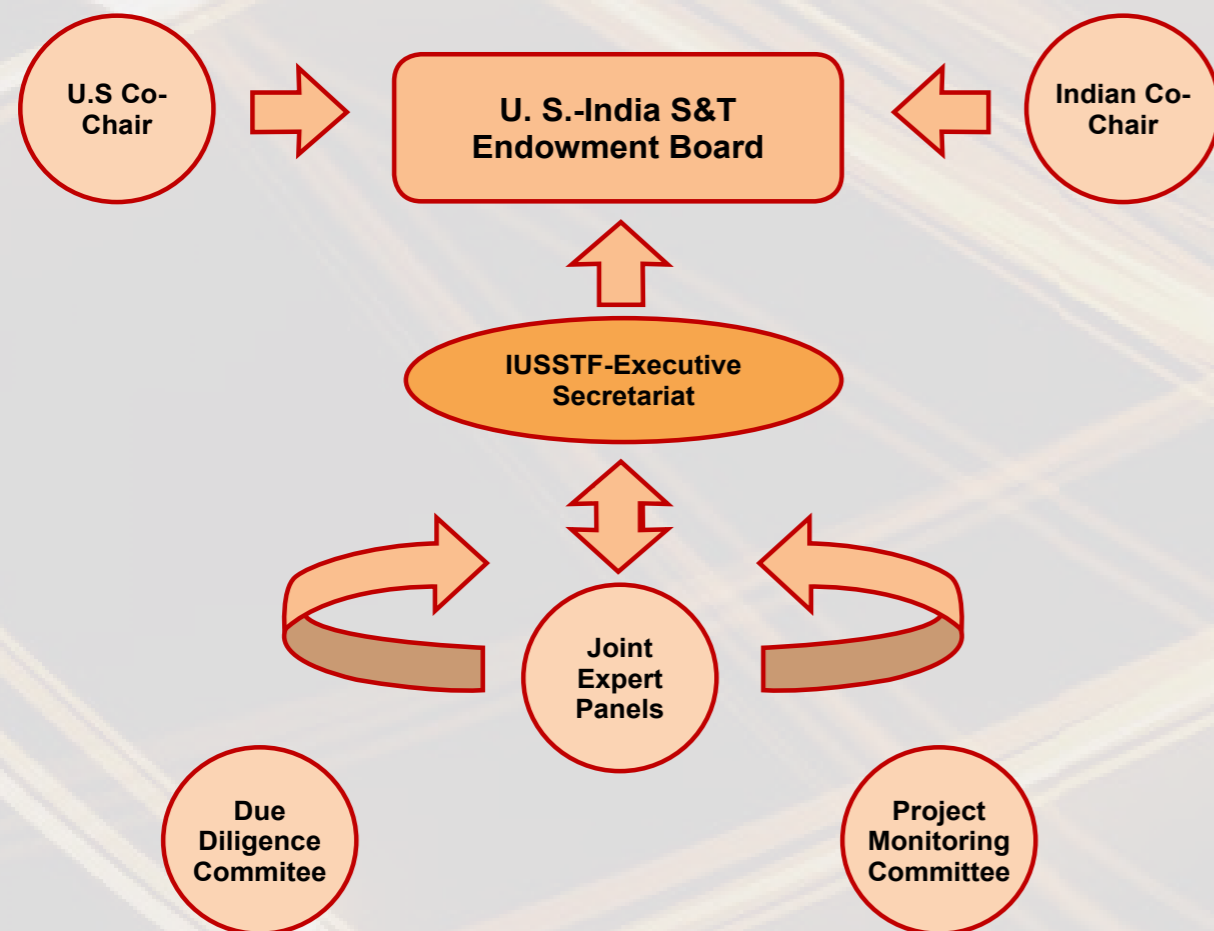 U.S Co-
Chair
U. S.-India S&T
Endowment Board
Indian Co-
Chair
IUSSTF-Executive
Secretariat
Joint
Expert
Panels
Due
Diligence
Commitee
Project
Monitoring
Committee